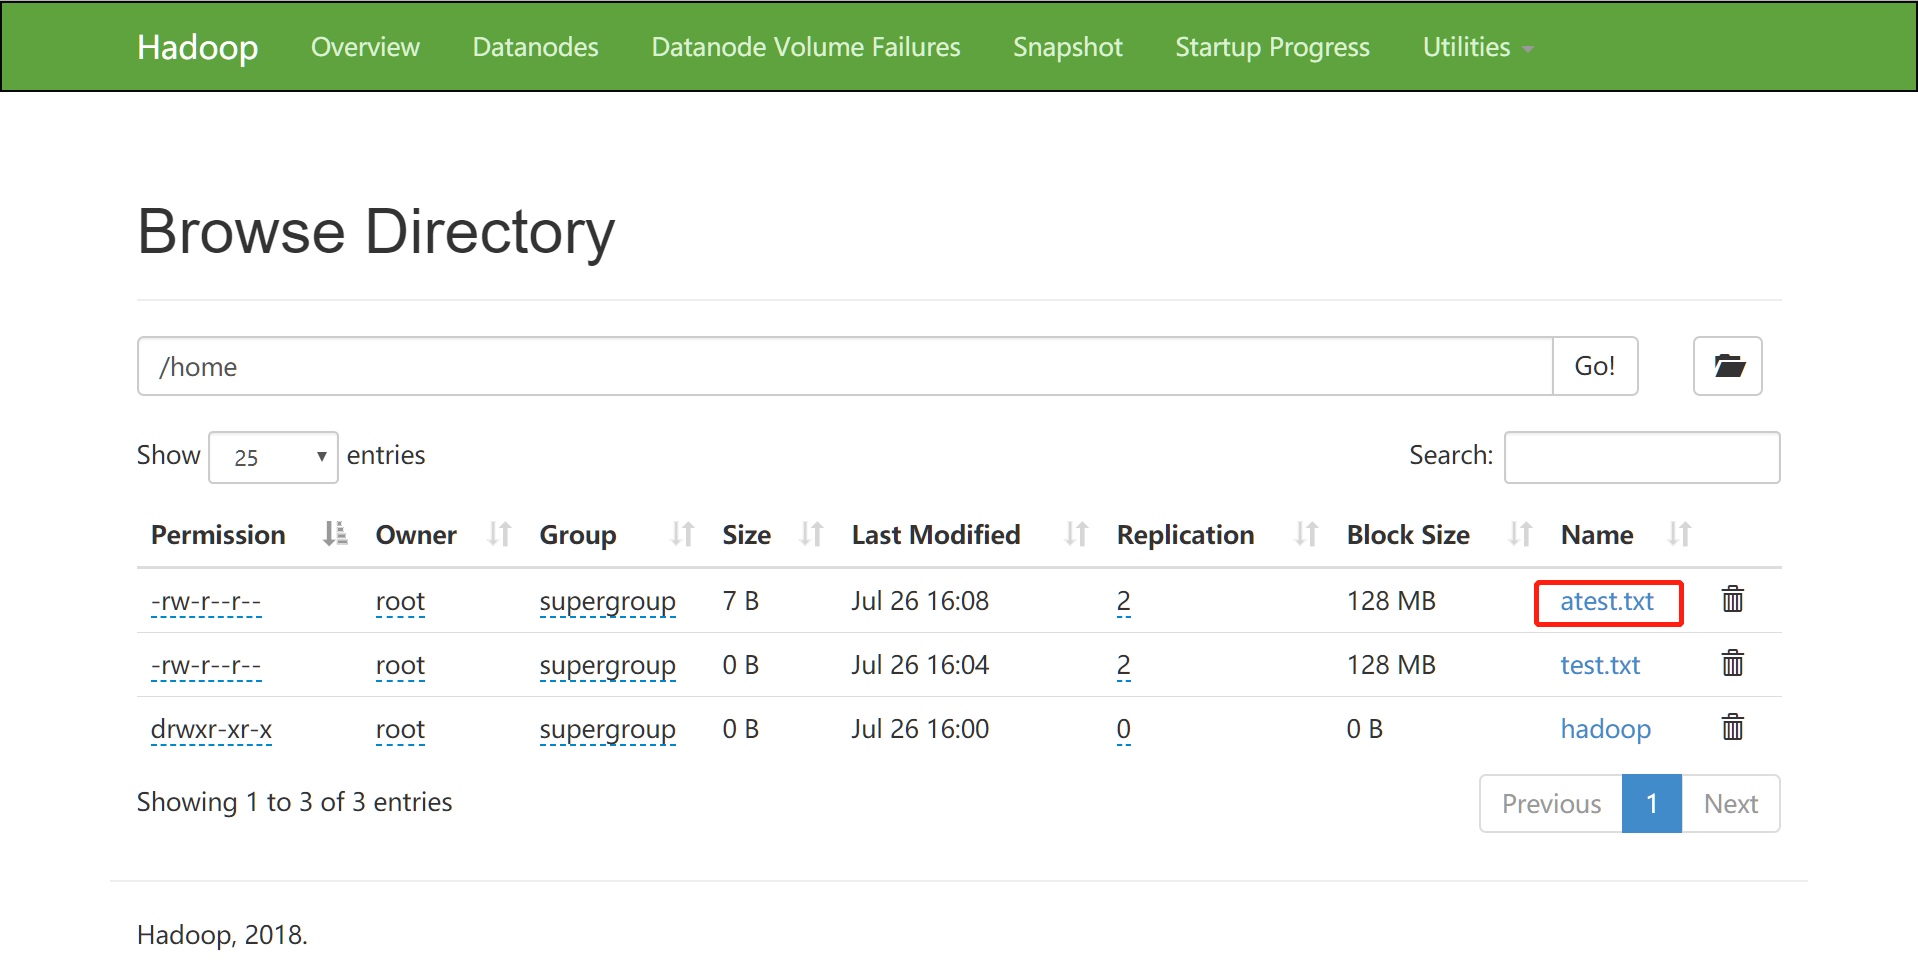 Hadoop Overview Datanodes Datanode Volume Failures Snapshot Startup Progress Utilities
Browse Directory
/home Go!
Show 25 entries Search:
Permission Owner Group Size Last Modified Replication Block Size Name
-rw-r--r-- root supergroup 7 B Jul 26 16:08 2 128 MB atest.txt
-rw-r--r-- root supergroup 0 B Jul 26 16:04 2 128 MB test.txt
drwxr-xr-x root supergroup 0 B Jul 26 16:00 0 0 B hadoop
Showing 1 to 3 of 3 entries Previous 1 Next
Hadoop, 2018.